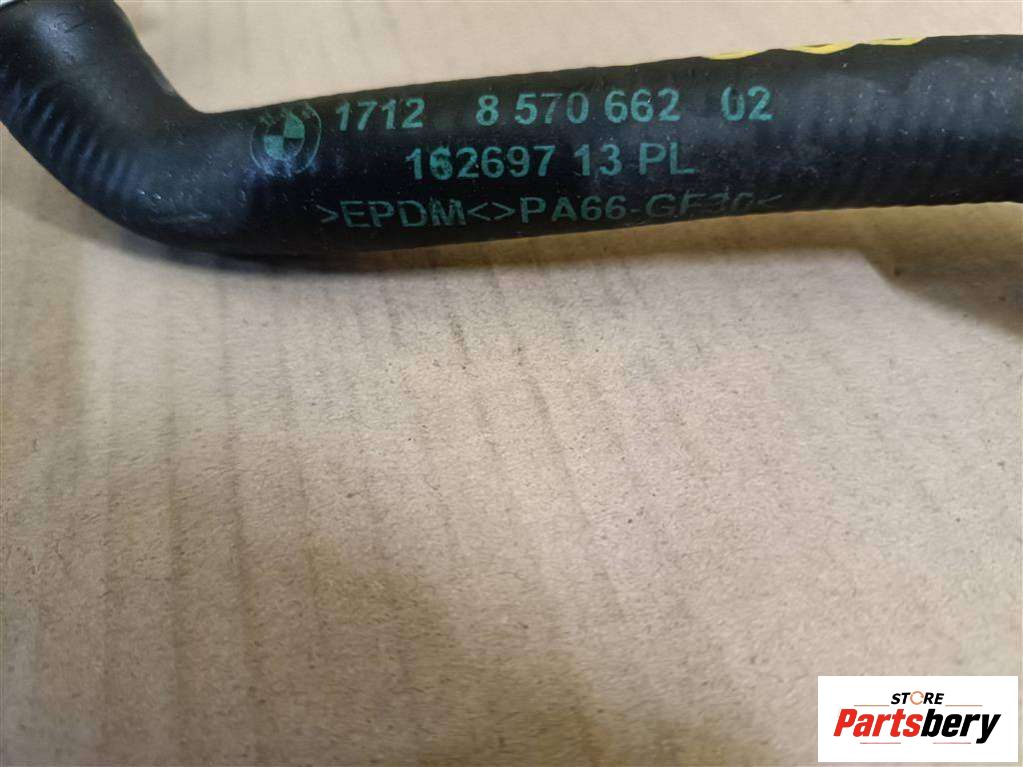 1712 8 570 662 02
162697 13 PL
>EPDM<>PA66-GF30<
STORE
Partsbery